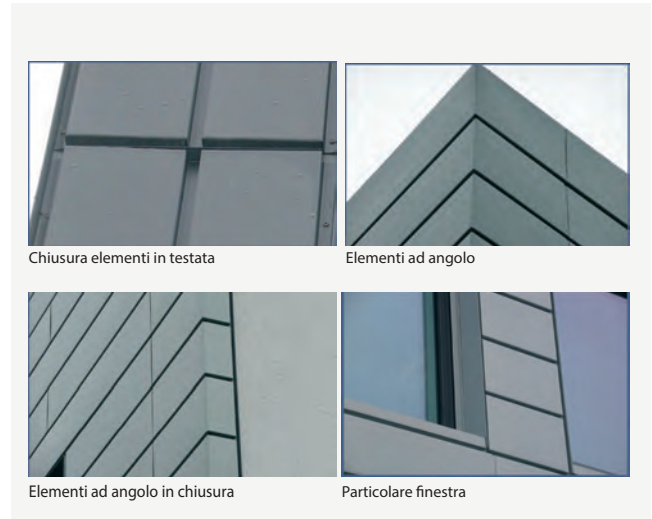 Chiusura elementi in testata
Elementi ad angolo
Elementi ad angolo in chiusura
Particolare finestra